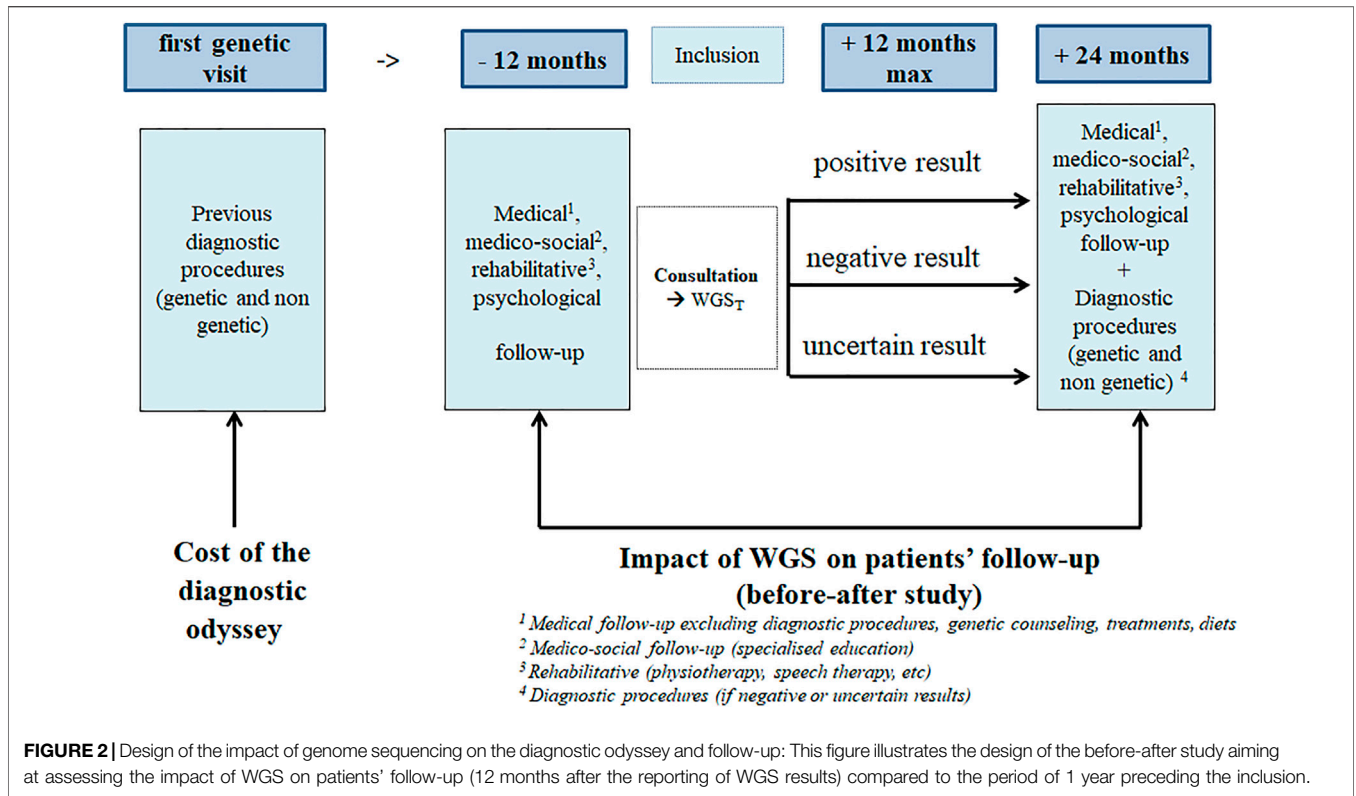 first genetic
visit
->
- 12 months
Inclusion
+ 12 months
max
+ 24 months
Previous
diagnostic
procedures
(genetic and non
genetic)
Medical¹,
medico-social²,
rehabilitative³,
psychological
follow-up
Consultation
→ WGS_T
positive result
negative result
uncertain result
Medical¹,
medico-social²,
rehabilitative³,
psychological
follow-up
+
Diagnostic
procedures
(genetic and
non genetic) ⁴
Cost of the
diagnostic
odyssey
Impact of WGS on patients’ follow-up
(before-after study)
¹ Medical follow-up excluding diagnostic procedures, genetic counseling, treatments, diets
² Medico-social follow-up (specialised education)
³ Rehabilitative (physiotherapy, speech therapy, etc)
⁴ Diagnostic procedures (if negative or uncertain results)
FIGURE 2 | Design of the impact of genome sequencing on the diagnostic odyssey and follow-up: This figure illustrates the design of the before-after study aiming
at assessing the impact of WGS on patients’ follow-up (12 months after the reporting of WGS results) compared to the period of 1 year preceding the inclusion.